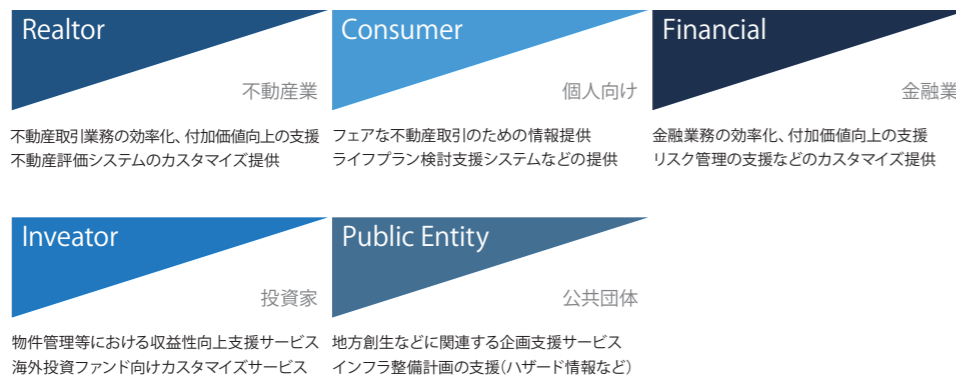 Realtor
不動産業
不動産取引業務の効率化、付加価値向上の支援
不動産評価システムのカスタマイズ提供
Consumer
個人向け
フェアな不動産取引のための情報提供
ライフプラン検討支援システムなどの提供
Financial
金融業
金融業務の効率化、付加価値向上の支援
リスク管理の支援などのカスタマイズ提供
Inveator
投資家
物件管理等における収益性向上支援サービス
海外投資ファンド向けカスタマイズサービス
Public Entity
公共団体
地方創生などに関連する企画支援サービス
インフラ整備計画の支援(ハザード情報など)